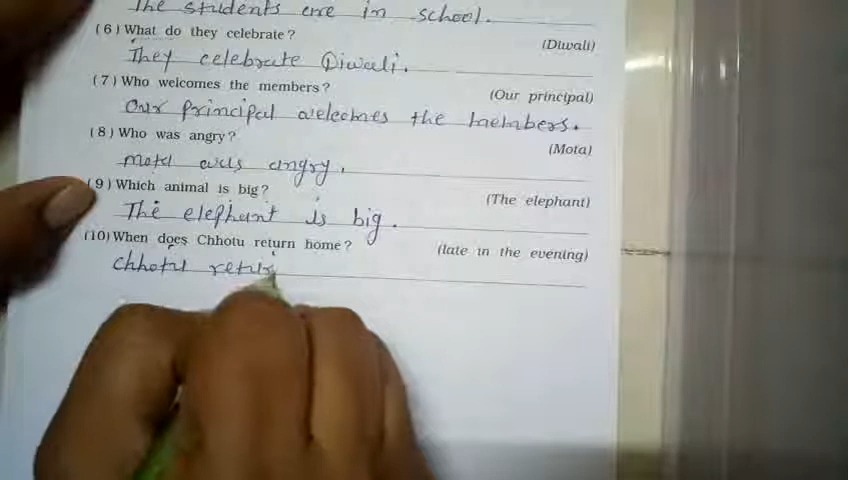 The students are in school.
(6) What do they celebrate? (Diwali)
They celebrate Diwali.
(7) Who welcomes the members? (Our principal)
Our principal welcomes the members.
(8) Who was angry? (Mota)
Mota was angry.
(9) Which animal is big? (The elephant)
The elephant is big.
(10) When does Chhotu return home? (late in the evening)
Chhotu retur